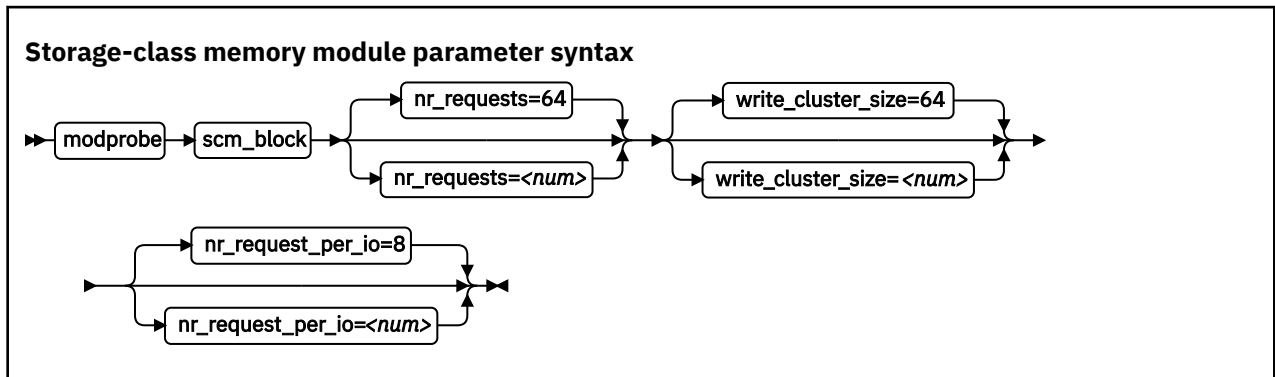 Storage-class memory module parameter syntax
nr_requests=64
write_cluster_size=64
modprobe
scm_block
nr_requests=<num>
write_cluster_size=<num>
nr_request_per_io=8
nr_request_per_io=<num>